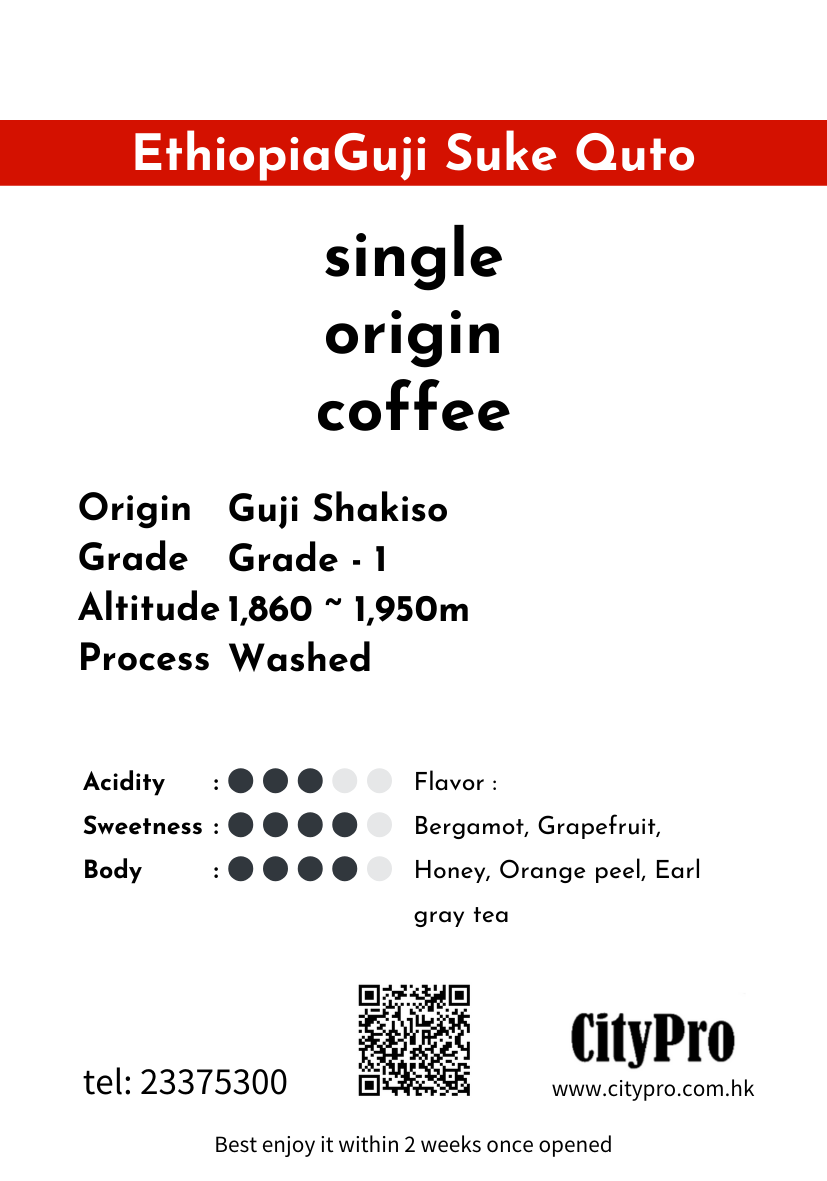 EthiopiaGuji Suke Quto
single
origin
coffee
Origin Guji Shakiso
Grade Grade - 1
Altitude 1,860 ~ 1,950m
Process Washed
Acidity :
Sweetness :
Body :
Flavor :
Bergamot, Grapefruit,
Honey, Orange peel, Earl
gray tea
tel: 23375300
CityPro
www.citypro.com.hk
Best enjoy it within 2 weeks once opened